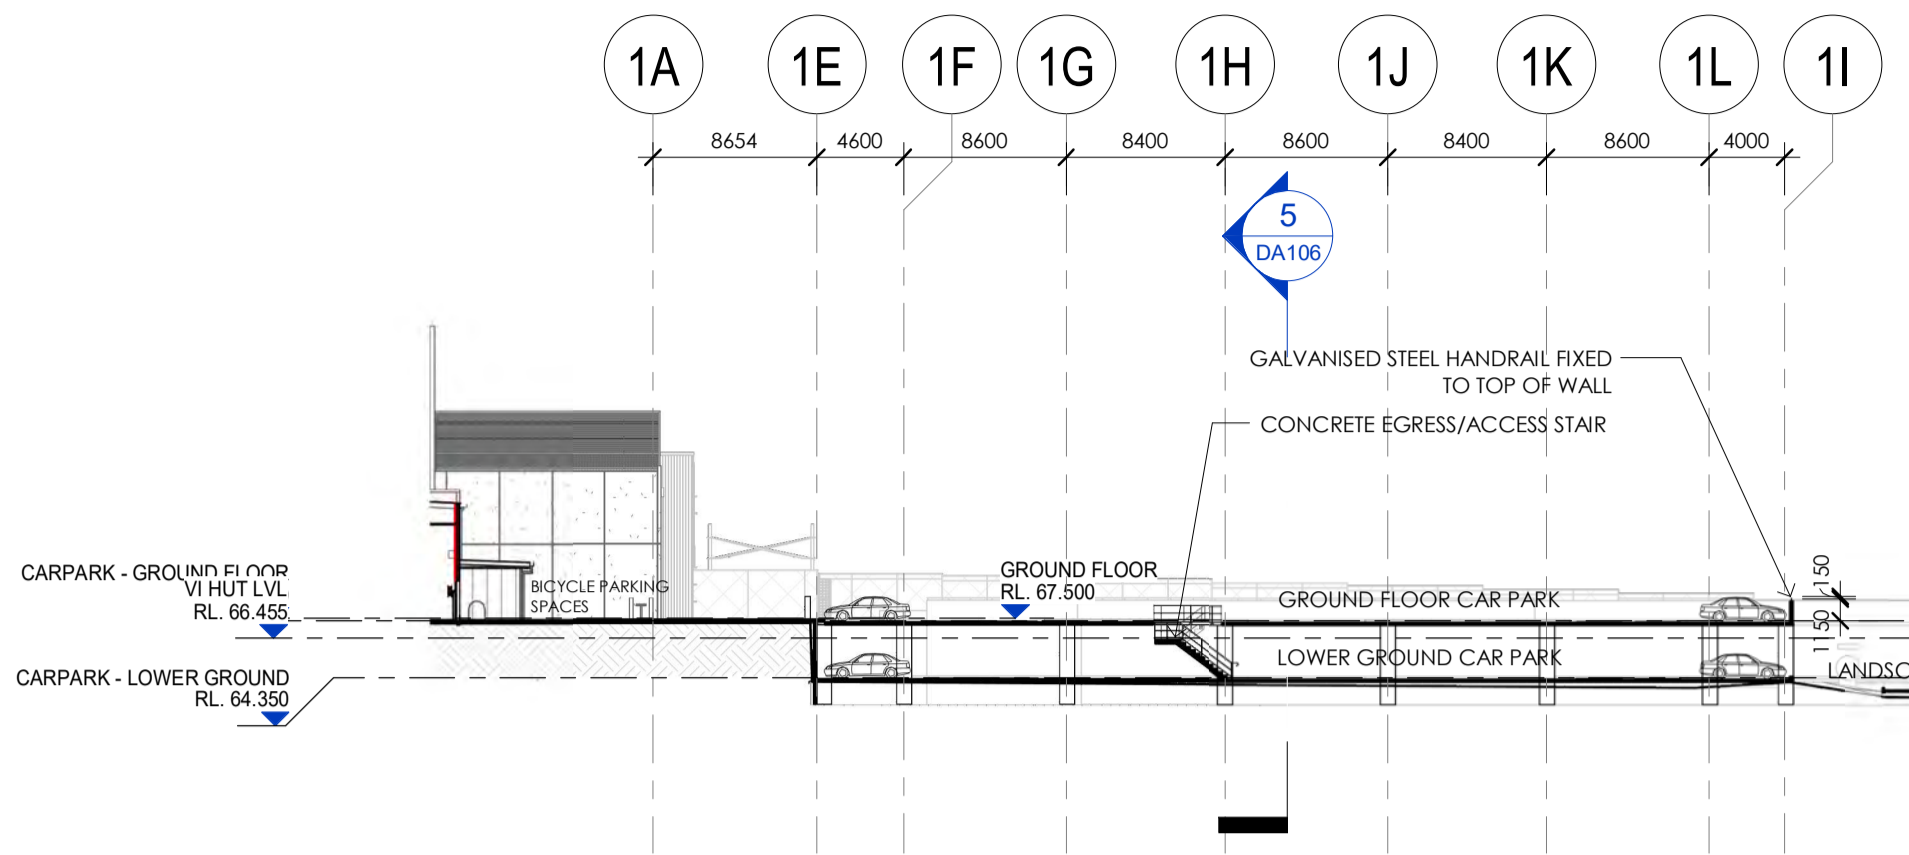 1A 1E 1F 1G 1H 1J 1K 1L 1I
8654 4600 8600 8400 8600 8400 8600 4000
5
DA106
GALVANISED STEEL HANDRAIL FIXED
TO TOP OF WALL
CONCRETE EGRESS/ACCESS STAIR
CARPARK - GROUND FLOOR
VI HUT LVL
RL. 66.455
BICYCLE PARKING
SPACES
GROUND FLOOR
RL. 67.500
GROUND FLOOR CAR PARK
150
1150
LOWER GROUND CAR PARK
CARPARK - LOWER GROUND
RL. 64.350
LANDSC